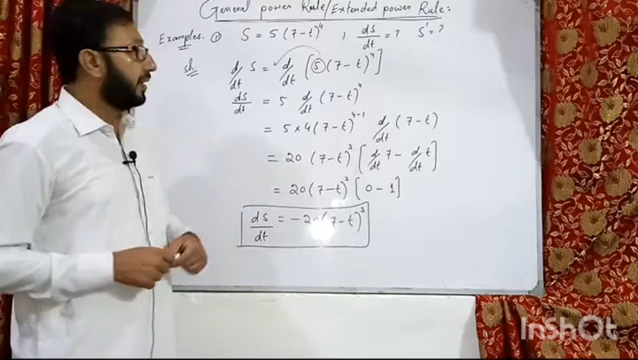 General power Rule/Extended power Rule:
Examples: ① S = 5(7-t)⁴ ; ds/dt = ? S' = ?
Sol: d/dt S = d/dt [5(7-t)⁴]
ds/dt = 5 d/dt (7-t)⁴
= 5×4(7-t)⁴⁻¹ d/dt (7-t)
= 20 (7-t)³ [d/dt 7 - d/dt t]
= 20(7-t)³ [0-1]
ds/dt = -20(7-t)³
InShOt